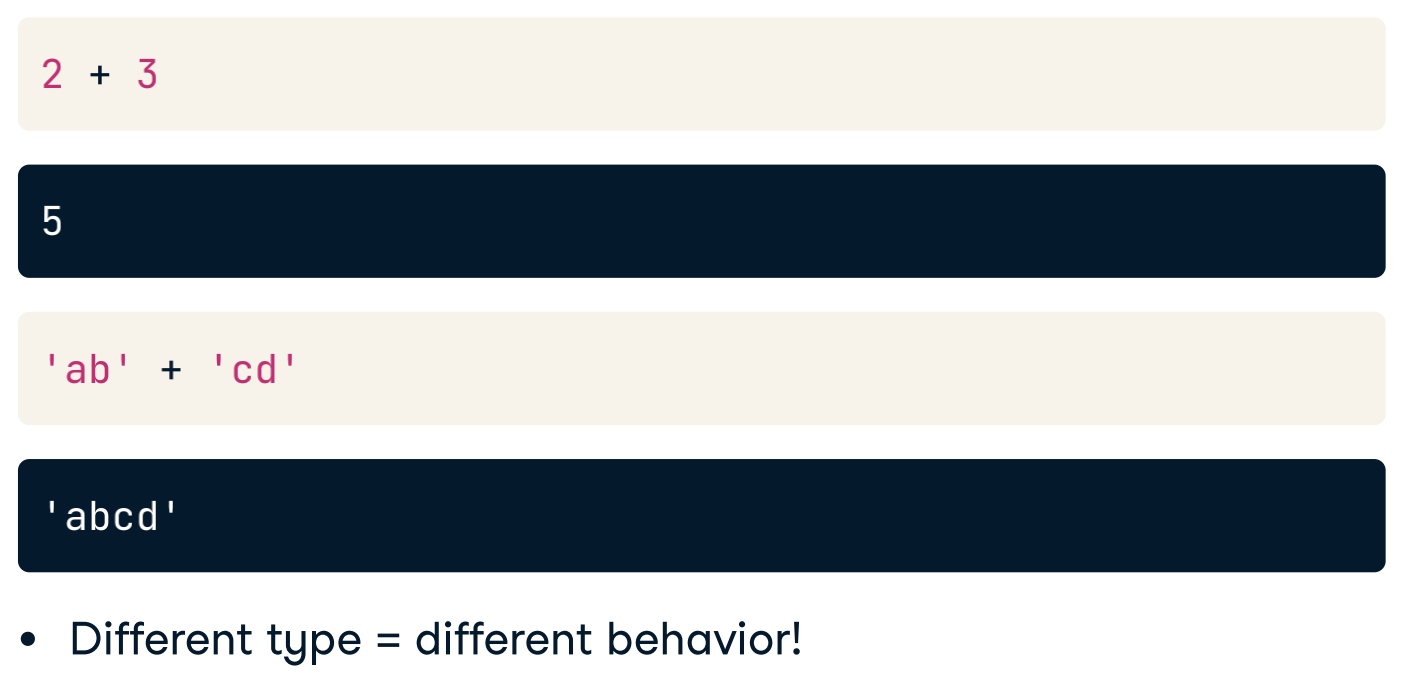 2 + 3
5
'ab' + 'cd'
'abcd'
• Different type = different behavior!